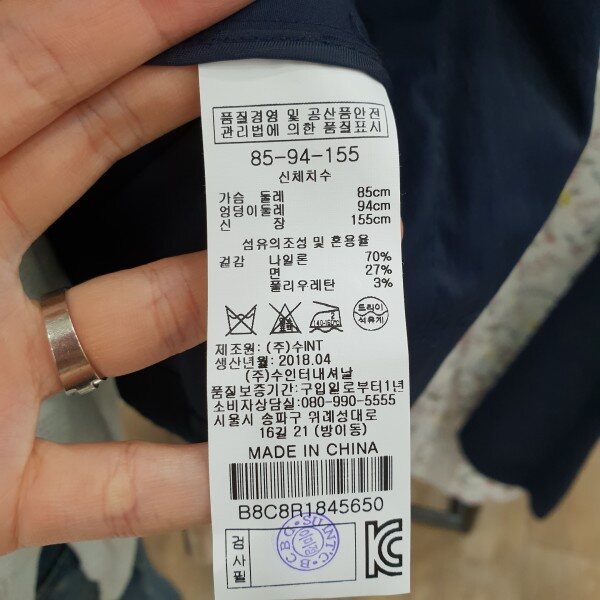 품질경영 및 공산품안전
관리법에 의한 품질표시
85-94-155
신체치수
가슴 둘레 85cm
엉덩이둘레 94cm
신 장 155cm
섬유의조성 및 혼용율
겉감 나일론 70%
면 27%
폴리우레탄 3%
드라이
석유계
제조원: (주)수INT
생산년월: 2018.04
(주)수인터내셔날
품질보증기간:구입일로부터1년
소비자상담실:080-990-5555
서울시 송파구 위례성대로
16길 21 (방이동)
MADE IN CHINA
B8C8R1845650
검사필